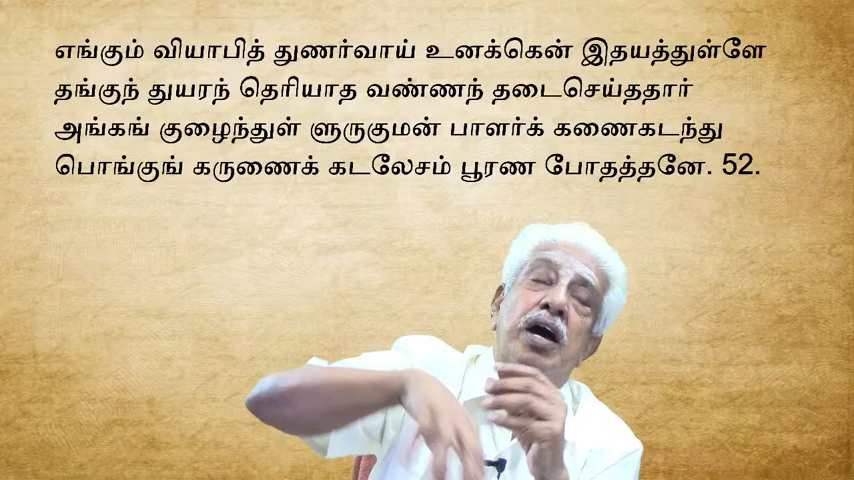 எங்கும் வியாபித் துணர்வாய் உனக்கென் இதயத்துள்ளே
தங்குந் துயரந் தெரியாத வண்ணந் தடைசெய்ததார்
அங்கங் குழைந்துள் ளுருகுமன் பாளர்க் கணைகடந்து
பொங்குங் கருணைக் கடலேசம் பூரண போதத்தனே. 52.